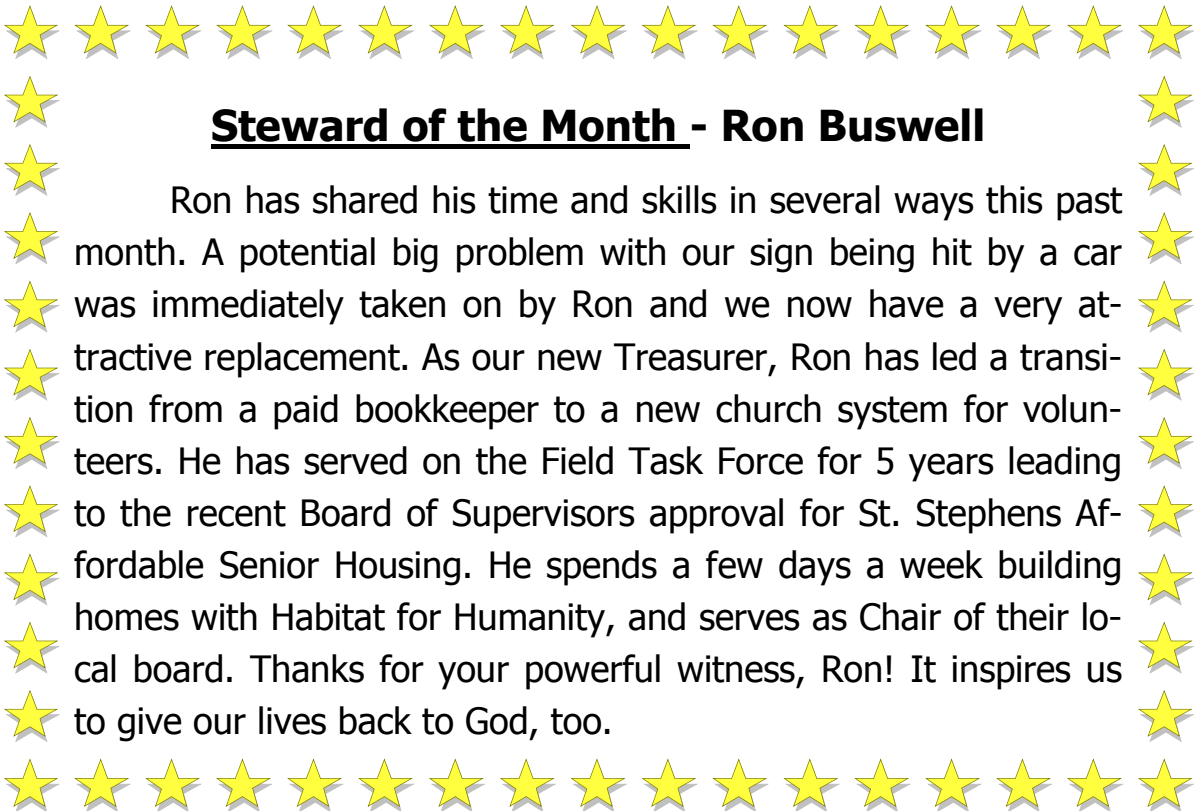 Steward of the Month - Ron Buswell
Ron has shared his time and skills in several ways this past
month. A potential big problem with our sign being hit by a car
was immediately taken on by Ron and we now have a very at-
tractive replacement. As our new Treasurer, Ron has led a transi-
tion from a paid bookkeeper to a new church system for volun-
teers. He has served on the Field Task Force for 5 years leading
to the recent Board of Supervisors approval for St. Stephens Af-
fordable Senior Housing. He spends a few days a week building
homes with Habitat for Humanity, and serves as Chair of their lo-
cal board. Thanks for your powerful witness, Ron! It inspires us
to give our lives back to God, too.